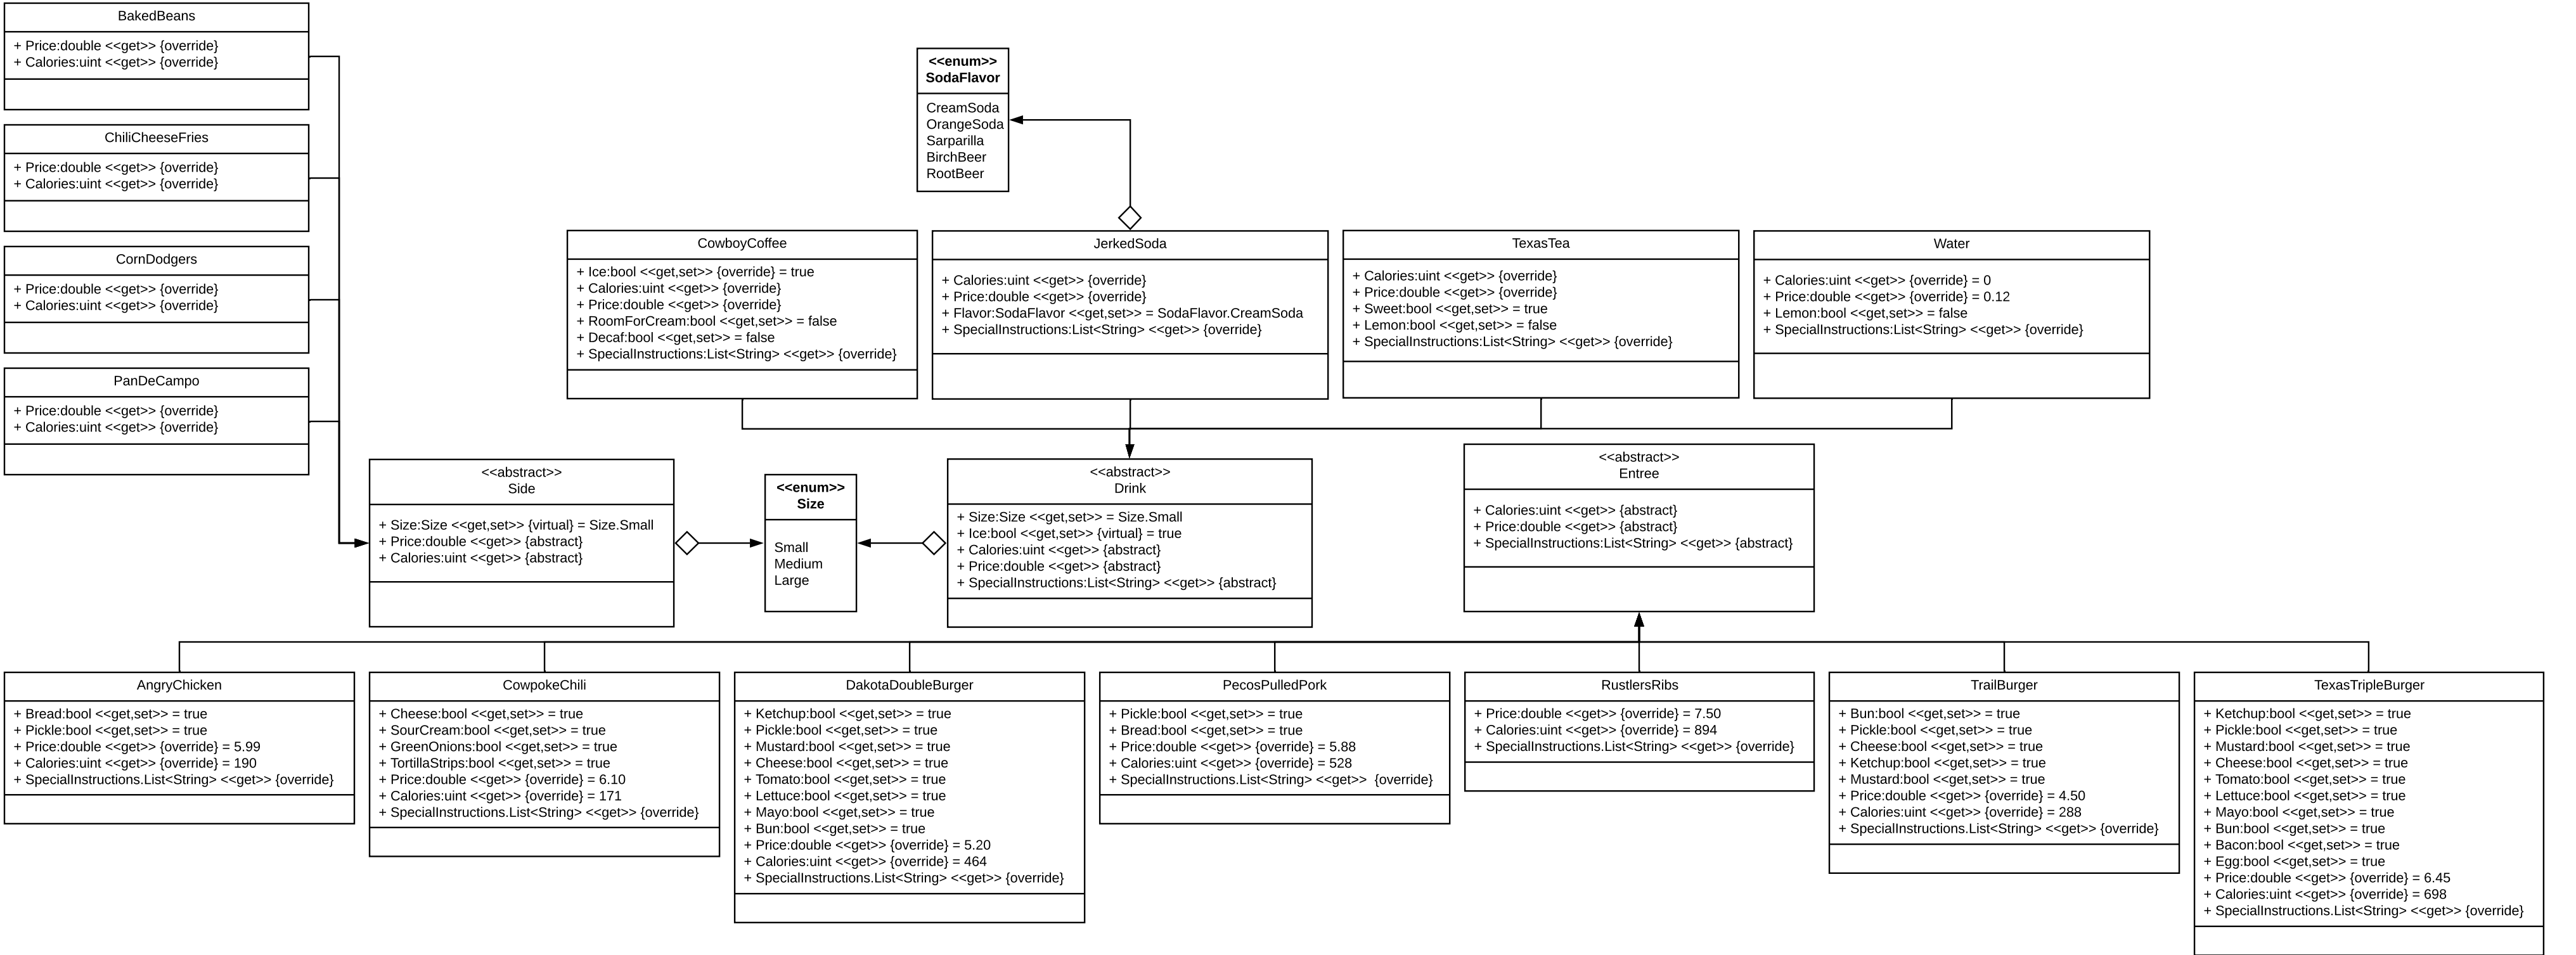 BakedBeans
+ Price:double <<get>> {override}
+ Calories:uint <<get>> {override}
ChiliCheeseFries
+ Price:double <<get>> {override}
+ Calories:uint <<get>> {override}
CornDodgers
+ Price:double <<get>> {override}
+ Calories:uint <<get>> {override}
PanDeCampo
+ Price:double <<get>> {override}
+ Calories:uint <<get>> {override}
<<enum>>
SodaFlavor
CreamSoda
OrangeSoda
Sarparilla
BirchBeer
RootBeer
CowboyCoffee
+ Ice:bool <<get,set>> {override} = true
+ Calories:uint <<get>> {override}
+ Price:double <<get>> {override}
+ RoomForCream:bool <<get,set>> = false
+ Decaf:bool <<get,set>> = false
+ SpecialInstructions:List<String> <<get>> {override}
JerkedSoda
+ Calories:uint <<get>> {override}
+ Price:double <<get>> {override}
+ Flavor:SodaFlavor <<get,set>> = SodaFlavor.CreamSoda
+ SpecialInstructions:List<String> <<get>> {override}
TexasTea
+ Calories:uint <<get>> {override}
+ Price:double <<get>> {override}
+ Sweet:bool <<get,set>> = true
+ Lemon:bool <<get,set>> = false
+ SpecialInstructions:List<String> <<get>> {override}
Water
+ Calories:uint <<get>> {override} = 0
+ Price:double <<get>> {override} = 0.12
+ Lemon:bool <<get,set>> = false
+ SpecialInstructions:List<String> <<get>> {override}
<<abstract>>
Side
+ Size:Size <<get,set>> {virtual} = Size.Small
+ Price:double <<get>> {abstract}
+ Calories:uint <<get>> {abstract}
<<enum>>
Size
Small
Medium
Large
<<abstract>>
Drink
+ Size:Size <<get,set>> = Size.Small
+ Ice:bool <<get,set>> {virtual} = true
+ Calories:uint <<get>> {abstract}
+ Price:double <<get>> {abstract}
+ SpecialInstructions:List<String> <<get>> {abstract}
<<abstract>>
Entree
+ Calories:uint <<get>> {abstract}
+ Price:double <<get>> {abstract}
+ SpecialInstructions:List<String> <<get>> {abstract}
AngryChicken
+ Bread:bool <<get,set>> = true
+ Pickle:bool <<get,set>> = true
+ Price:double <<get>> {override} = 5.99
+ Calories:uint <<get>> {override} = 190
+ SpecialInstructions.List<String> <<get>> {override}
CowpokeChili
+ Cheese:bool <<get,set>> = true
+ SourCream:bool <<get,set>> = true
+ GreenOnions:bool <<get,set>> = true
+ TortillaStrips:bool <<get,set>> = true
+ Price:double <<get>> {override} = 6.10
+ Calories:uint <<get>> {override} = 171
+ SpecialInstructions.List<String> <<get>> {override}
DakotaDoubleBurger
+ Ketchup:bool <<get,set>> = true
+ Pickle:bool <<get,set>> = true
+ Mustard:bool <<get,set>> = true
+ Cheese:bool <<get,set>> = true
+ Tomato:bool <<get,set>> = true
+ Lettuce:bool <<get,set>> = true
+ Mayo:bool <<get,set>> = true
+ Bun:bool <<get,set>> = true
+ Price:double <<get>> {override} = 5.20
+ Calories:uint <<get>> {override} = 464
+ SpecialInstructions.List<String> <<get>> {override}
PecosPulledPork
+ Pickle:bool <<get,set>> = true
+ Bread:bool <<get,set>> = true
+ Price:double <<get>> {override} = 5.88
+ Calories:uint <<get>> {override} = 528
+ SpecialInstructions.List<String> <<get>> {override}
RustlersRibs
+ Price:double <<get>> {override} = 7.50
+ Calories:uint <<get>> {override} = 894
+ SpecialInstructions.List<String> <<get>> {override}
TrailBurger
+ Bun:bool <<get,set>> = true
+ Pickle:bool <<get,set>> = true
+ Cheese:bool <<get,set>> = true
+ Ketchup:bool <<get,set>> = true
+ Mustard:bool <<get,set>> = true
+ Price:double <<get>> {override} = 4.50
+ Calories:uint <<get>> {override} = 288
+ SpecialInstructions.List<String> <<get>> {override}
TexasTripleBurger
+ Ketchup:bool <<get,set>> = true
+ Pickle:bool <<get,set>> = true
+ Mustard:bool <<get,set>> = true
+ Cheese:bool <<get,set>> = true
+ Tomato:bool <<get,set>> = true
+ Lettuce:bool <<get,set>> = true
+ Mayo:bool <<get,set>> = true
+ Bun:bool <<get,set>> = true
+ Bacon:bool <<get,set>> = true
+ Egg:bool <<get,set>> = true
+ Price:double <<get>> {override} = 6.45
+ Calories:uint <<get>> {override} = 698
+ SpecialInstructions.List<String> <<get>> {override}